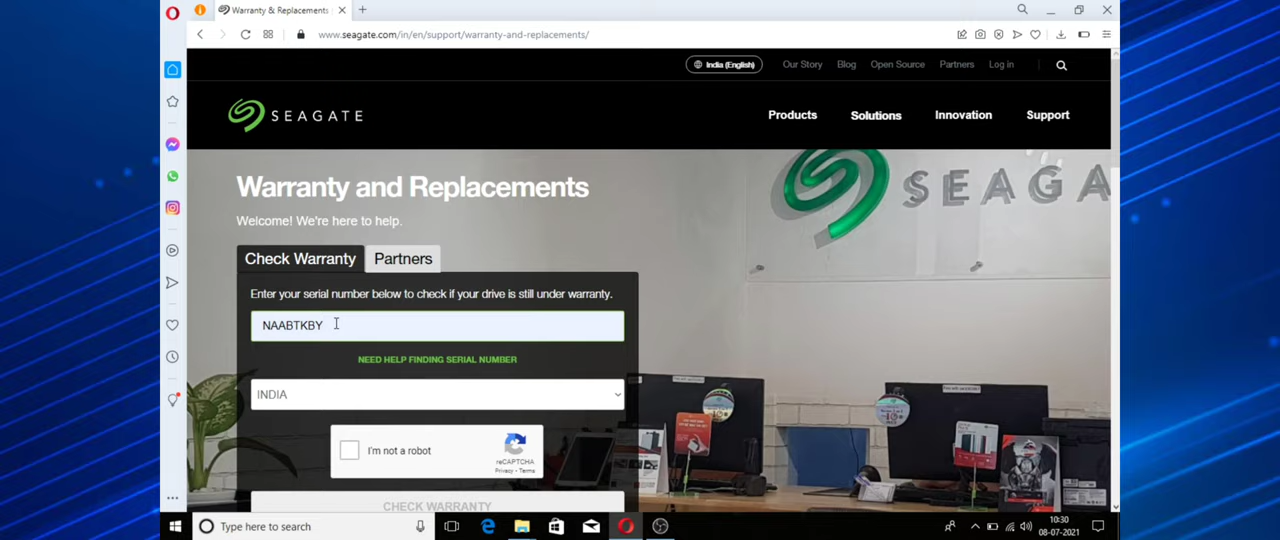 Warranty & Replacements
www.seagate.com/in/en/support/warranty-and-replacements/
India (English)
Our Story
Blog
Open Source
Partners
Log in
SEAGATE
Products
Solutions
Innovation
Support
SEAGA
Warranty and Replacements
Welcome! We're here to help.
Check Warranty
Partners
Enter your serial number below to check if your drive is still under warranty.
NAABTKBY
NEED HELP FINDING SERIAL NUMBER
INDIA
I'm not a robot
reCAPTCHA
Privacy - Terms
CHECK WARRANTY
Type here to search
10:30
08-07-2021